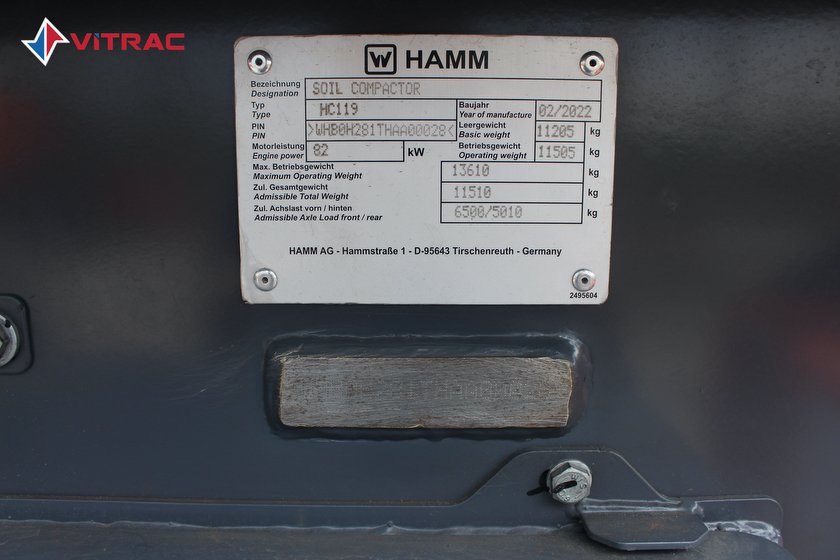 ViTRAC
W HAMM
Bezeichnung
Designation
SOIL COMPACTOR
Typ
Type
HC119
Baujahr
Year of manufacture
02/2022
PIN
PIN
>WHB0H281THAA00028<
Leergewicht
Basic weight
11205 kg
Motorleistung
Engine power
82 kW
Betriebsgewicht
Operating weight
11505 kg
Max. Betriebsgewicht
Maximum Operating Weight
13610 kg
Zul. Gesamtgewicht
Admissible Total Weight
11510 kg
Zul. Achslast vorn / hinten
Admissible Axle Load front / rear
6500/5010 kg
HAMM AG - Hammstraße 1 - D-95643 Tirschenreuth - Germany
2495604